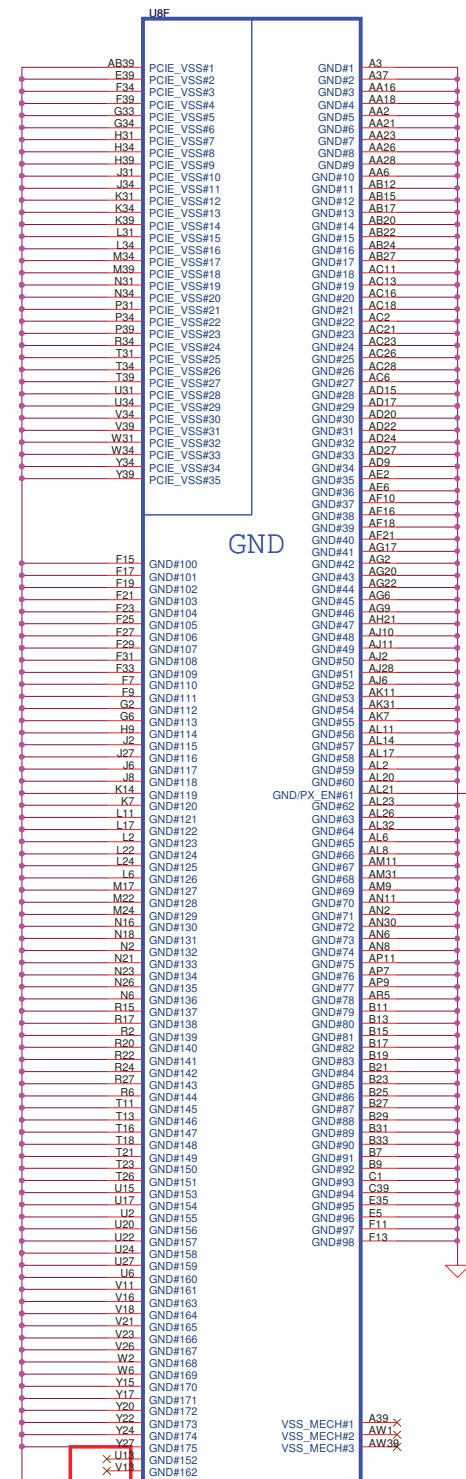 U8F
AB39 PCIE_VSS#1
E39 PCIE_VSS#2
F34 PCIE_VSS#3
F39 PCIE_VSS#4
G33 PCIE_VSS#5
G34 PCIE_VSS#6
H31 PCIE_VSS#7
H34 PCIE_VSS#8
H39 PCIE_VSS#9
J31 PCIE_VSS#10
J34 PCIE_VSS#11
K31 PCIE_VSS#12
K34 PCIE_VSS#13
K39 PCIE_VSS#14
L31 PCIE_VSS#15
L34 PCIE_VSS#16
M34 PCIE_VSS#17
M39 PCIE_VSS#18
N31 PCIE_VSS#19
N34 PCIE_VSS#20
P31 PCIE_VSS#21
P34 PCIE_VSS#22
P39 PCIE_VSS#23
R34 PCIE_VSS#24
T31 PCIE_VSS#25
T34 PCIE_VSS#26
T39 PCIE_VSS#27
U31 PCIE_VSS#28
U34 PCIE_VSS#29
V34 PCIE_VSS#30
V39 PCIE_VSS#31
W31 PCIE_VSS#32
W34 PCIE_VSS#33
Y34 PCIE_VSS#34
Y39 PCIE_VSS#35
GND
F15 GND#100
F17 GND#101
F19 GND#102
F21 GND#103
F23 GND#104
F25 GND#105
F27 GND#106
F29 GND#107
F31 GND#108
F33 GND#109
F7 GND#110
F9 GND#111
G2 GND#112
G6 GND#113
H9 GND#114
J2 GND#115
J27 GND#116
J6 GND#117
J8 GND#118
K14 GND#119
K7 GND#120
L11 GND#121
L17 GND#122
L2 GND#123
L22 GND#124
L24 GND#125
L6 GND#126
M17 GND#127
M22 GND#128
M24 GND#129
N16 GND#130
N18 GND#131
N2 GND#132
N21 GND#133
N23 GND#134
N26 GND#135
N6 GND#136
R15 GND#137
R17 GND#138
R2 GND#139
R20 GND#140
R22 GND#141
R24 GND#142
R27 GND#143
R6 GND#144
T11 GND#145
T13 GND#146
T16 GND#147
T18 GND#148
T21 GND#149
T23 GND#150
T26 GND#151
U15 GND#153
U17 GND#154
U2 GND#155
U20 GND#156
U22 GND#157
U24 GND#158
U27 GND#159
U6 GND#160
V11 GND#161
V16 GND#163
V18 GND#164
V21 GND#165
V23 GND#166
V26 GND#167
W2 GND#168
W6 GND#169
Y15 GND#170
Y17 GND#171
Y20 GND#172
Y22 GND#173
Y24 GND#174
Y27 GND#175
U13 GND#152
V13 GND#162
GND#1 A3
GND#2 A37
GND#3 AA16
GND#4 AA18
GND#5 AA2
GND#6 AA21
GND#7 AA23
GND#8 AA26
GND#9 AA28
GND#10 AA6
GND#11 AB12
GND#12 AB15
GND#13 AB17
GND#14 AB20
GND#15 AB22
GND#16 AB24
GND#17 AB27
GND#18 AC11
GND#19 AC13
GND#20 AC16
GND#21 AC18
GND#22 AC2
GND#23 AC21
GND#24 AC23
GND#25 AC26
GND#26 AC28
GND#27 AC6
GND#28 AD15
GND#29 AD17
GND#30 AD20
GND#31 AD22
GND#32 AD24
GND#33 AD27
GND#34 AD9
GND#35 AE2
GND#36 AE6
GND#37 AF10
GND#38 AF16
GND#39 AF18
GND#40 AF21
GND#41 AG17
GND#42 AG2
GND#43 AG20
GND#44 AG22
GND#45 AG6
GND#46 AG9
GND#47 AH21
GND#48 AJ10
GND#49 AJ11
GND#50 AJ2
GND#51 AJ28
GND#52 AJ6
GND#53 AK11
GND#54 AK31
GND#55 AK7
GND#56 AL11
GND#57 AL14
GND#58 AL17
GND#59 AL2
GND#60 AL20
GND/PX_EN#61 AL21
GND#62 AL23
GND#63 AL26
GND#64 AL32
GND#65 AL6
GND#66 AL8
GND#67 AM11
GND#68 AM31
GND#69 AM9
GND#70 AN11
GND#71 AN2
GND#72 AN30
GND#73 AN6
GND#74 AN8
GND#75 AP11
GND#76 AP7
GND#77 AP9
GND#78 AR5
GND#79 B11
GND#80 B13
GND#81 B15
GND#82 B17
GND#83 B19
GND#84 B21
GND#85 B23
GND#86 B25
GND#87 B27
GND#88 B29
GND#89 B31
GND#90 B33
GND#91 B7
GND#92 B9
GND#93 C1
GND#94 C39
GND#95 E35
GND#96 E5
GND#97 F11
GND#98 F13
VSS_MECH#1 A39
VSS_MECH#2 AW1
VSS_MECH#3 AW39